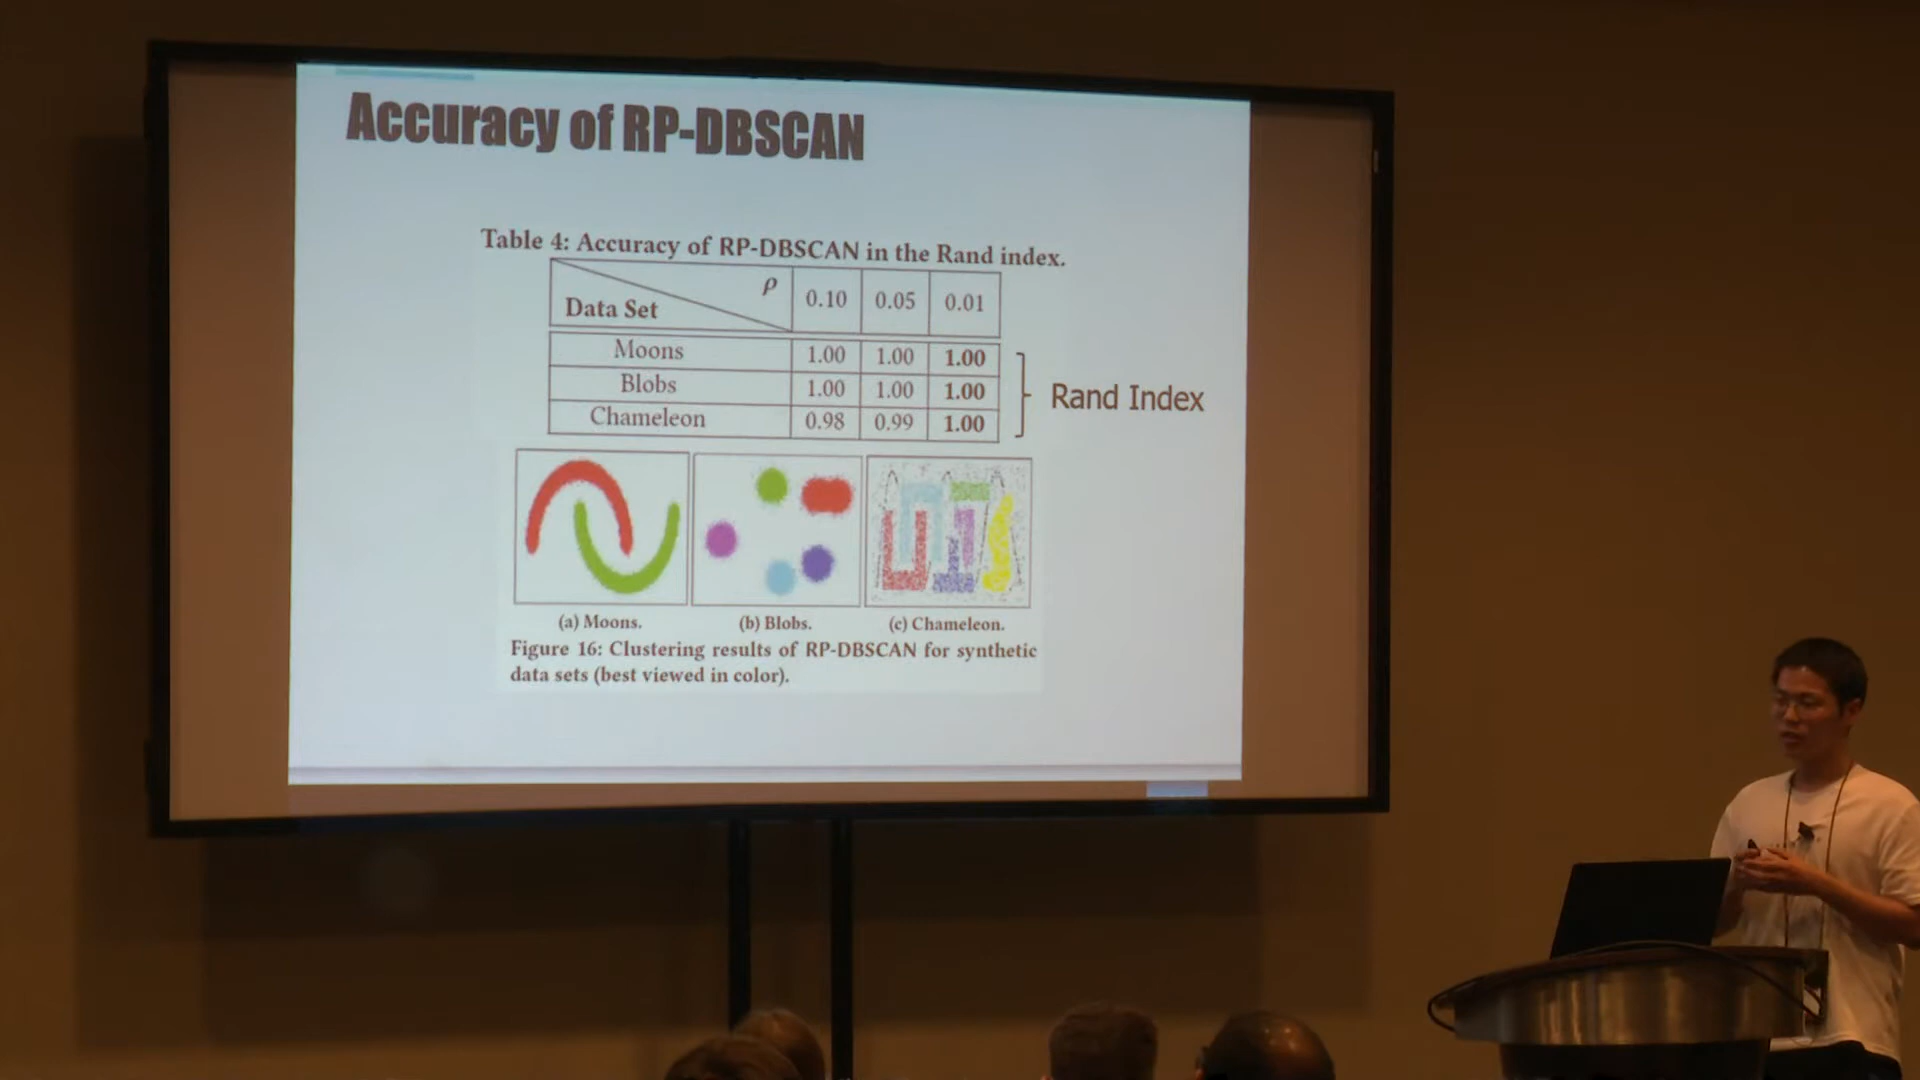 Accuracy of RP-DBSCAN
Table 4: Accuracy of RP-DBSCAN in the Rand index.
ρ
Data Set
0.10 0.05 0.01
Moons 1.00 1.00 1.00
Blobs 1.00 1.00 1.00
Chameleon 0.98 0.99 1.00
Rand Index
(a) Moons. (b) Blobs. (c) Chameleon.
Figure 16: Clustering results of RP-DBSCAN for synthetic
data sets (best viewed in color).